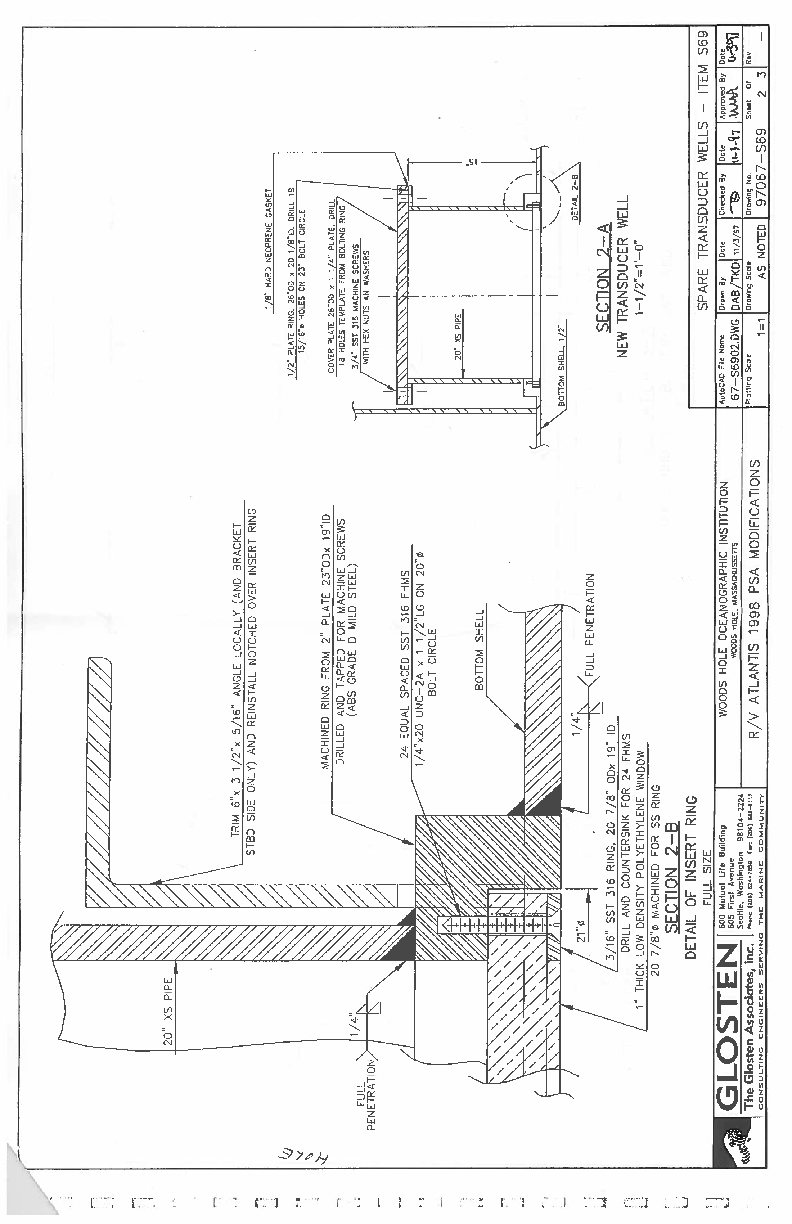 HOLE
TRIM 6"x 3 1/2"x 5/16" ANGLE LOCALLY (AND BRACKET
STBD SIDE ONLY) AND REINSTALL NOTCHED OVER INSERT RING
MACHINED RING FROM 2" PLATE 23"ODx 19"ID
DRILLED AND TAPPED FOR MACHINE SCREWS
(ABS GRADE D MILD STEEL)
24 EQUAL SPACED SST 316 FHMS
1/4"x20 UNC-2A x 1 1/2"LG ON 20"ø
BOLT CIRCLE
20" XS PIPE
BOTTOM SHELL
FULL
PENETRATION
1/4"
1/4"
FULL PENETRATION
21"ø
3/16" SST 316 RING, 20 7/8" ODx 19" ID
DRILL AND COUNTERSINK FOR 24 FHMS
1" THICK LOW DENSITY POLYETHYLENE WINDOW
20 7/8"ø MACHINED FOR SS RING
SECTION 2-B
DETAIL OF INSERT RING
FULL SIZE
1/8" HARD NEOPRENE GASKET
1/2" PLATE RING, 26"OD x 20 1/8"ID, DRILL 18
15/16"ø HOLES ON 23" BOLT CIRCLE
COVER PLATE 26"OD x 1 1/4" PLATE, DRILL
18 HOLES TEMPLATE FROM BOLTING RING
3/4" SST 316 MACHINE SCREWS
WITH HEX NUTS AN WASHERS
20" XS PIPE
15"
BOTTOM SHELL 1/2"
DETAIL 2-B
SECTION 2-A
NEW TRANSDUCER WELL
1-1/2"=1'-0"
GLOSTEN
The Glosten Associates, Inc.
CONSULTING ENGINEERS SERVING THE MARINE COMMUNITY
600 Mutual Life Building
605 First Avenue
Seattle, Washington 98104-2224
WOODS HOLE OCEANOGRAPHIC INSTITUTION
WOODS HOLE, MASSACHUSETTS
R/V ATLANTIS 1998 PSA MODIFICATIONS
SPARE TRANSDUCER WELLS - ITEM S69
AutoCAD File Name
67-S6902.DWG
Drawn By
DAB/TKD
Date
11/3/97
Checked By
Date
11-3-97
Approved By
Date
Plotting Scale
1=1
Drawing Scale
AS NOTED
Drawing No.
97067-S69
Sheet Of
2 3
Rev
-